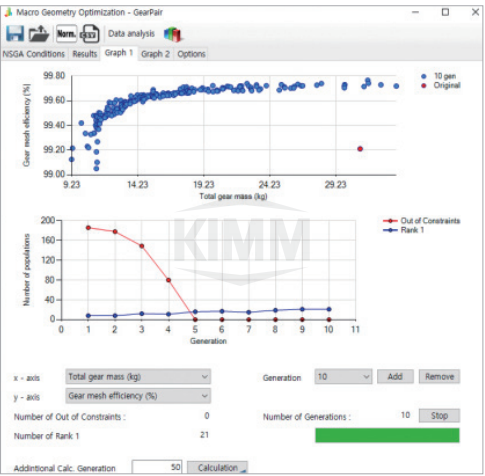 Macro Geometry Optimization - GearPair
Norm. CSV Data analysis
NSGA Conditions Results Graph 1 Graph 2 Options
99.80
99.60
99.40
99.20
99.00
Gear mesh efficiency (%)
9.23 14.23 19.23 24.23 29.23
Total gear mass (kg)
10 gen
Original
200
160
120
80
40
0
Number of populations
0 1 2 3 4 5 6 7 8 9 10 11
Generation
Out of Constraints
Rank 1
KIMM
x - axis Total gear mass (kg) Generation 10 Add Remove
y - axis Gear mesh efficiency (%)
Number of Out of Constraints : 0 Number of Generations : 10 Stop
Number of Rank 1 21
Addintional Calc. Generation 50 Calculation